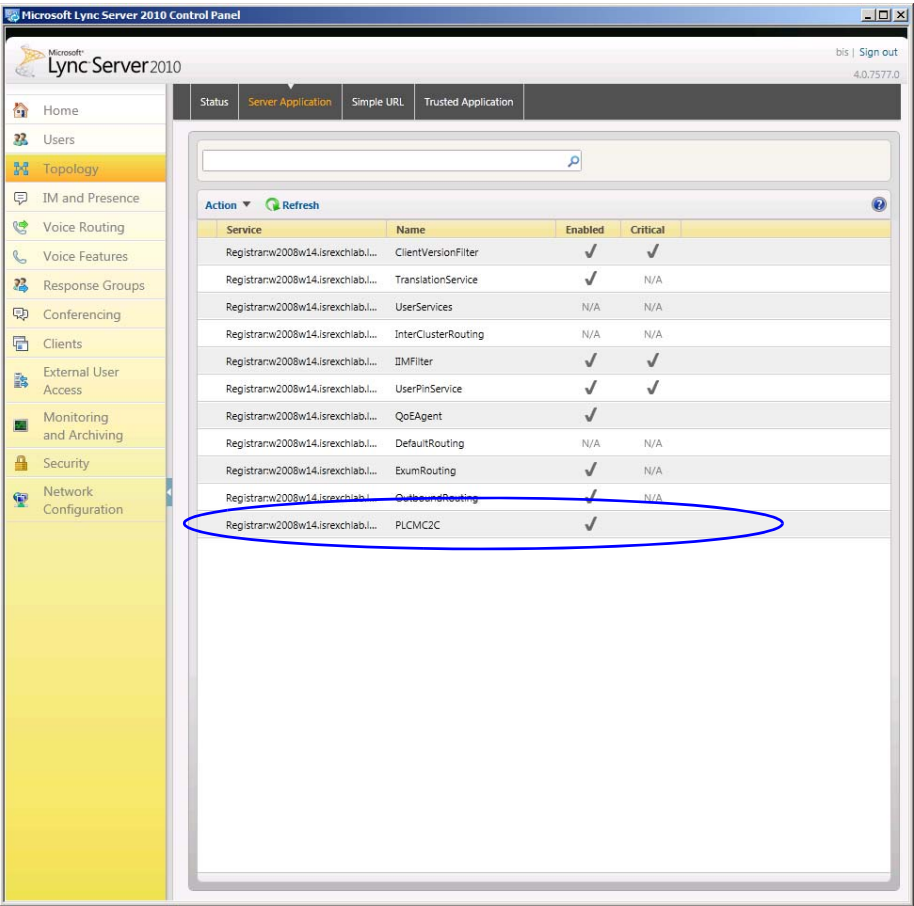 Microsoft Lync Server 2010 Control Panel
Microsoft®
Lync Server 2010
bis | Sign out
4.0.7577.0
Home
Users
Topology
IM and Presence
Voice Routing
Voice Features
Response Groups
Conferencing
Clients
External User
Access
Monitoring
and Archiving
Security
Network
Configuration
Status Server Application Simple URL Trusted Application
Action Refresh
Service Name Enabled Critical
Registrar:w2008w14.isrexchlab.l... ClientVersionFilter
Registrar:w2008w14.isrexchlab.l... TranslationService N/A
Registrar:w2008w14.isrexchlab.l... UserServices N/A N/A
Registrar:w2008w14.isrexchlab.l... InterClusterRouting N/A N/A
Registrar:w2008w14.isrexchlab.l... IIMFilter
Registrar:w2008w14.isrexchlab.l... UserPinService
Registrar:w2008w14.isrexchlab.l... QoEAgent
Registrar:w2008w14.isrexchlab.l... DefaultRouting N/A N/A
Registrar:w2008w14.isrexchlab.l... ExumRouting N/A
Registrar:w2008w14.isrexchlab.l... OutboundRouting N/A
Registrar:w2008w14.isrexchlab.l... PLCMC2C